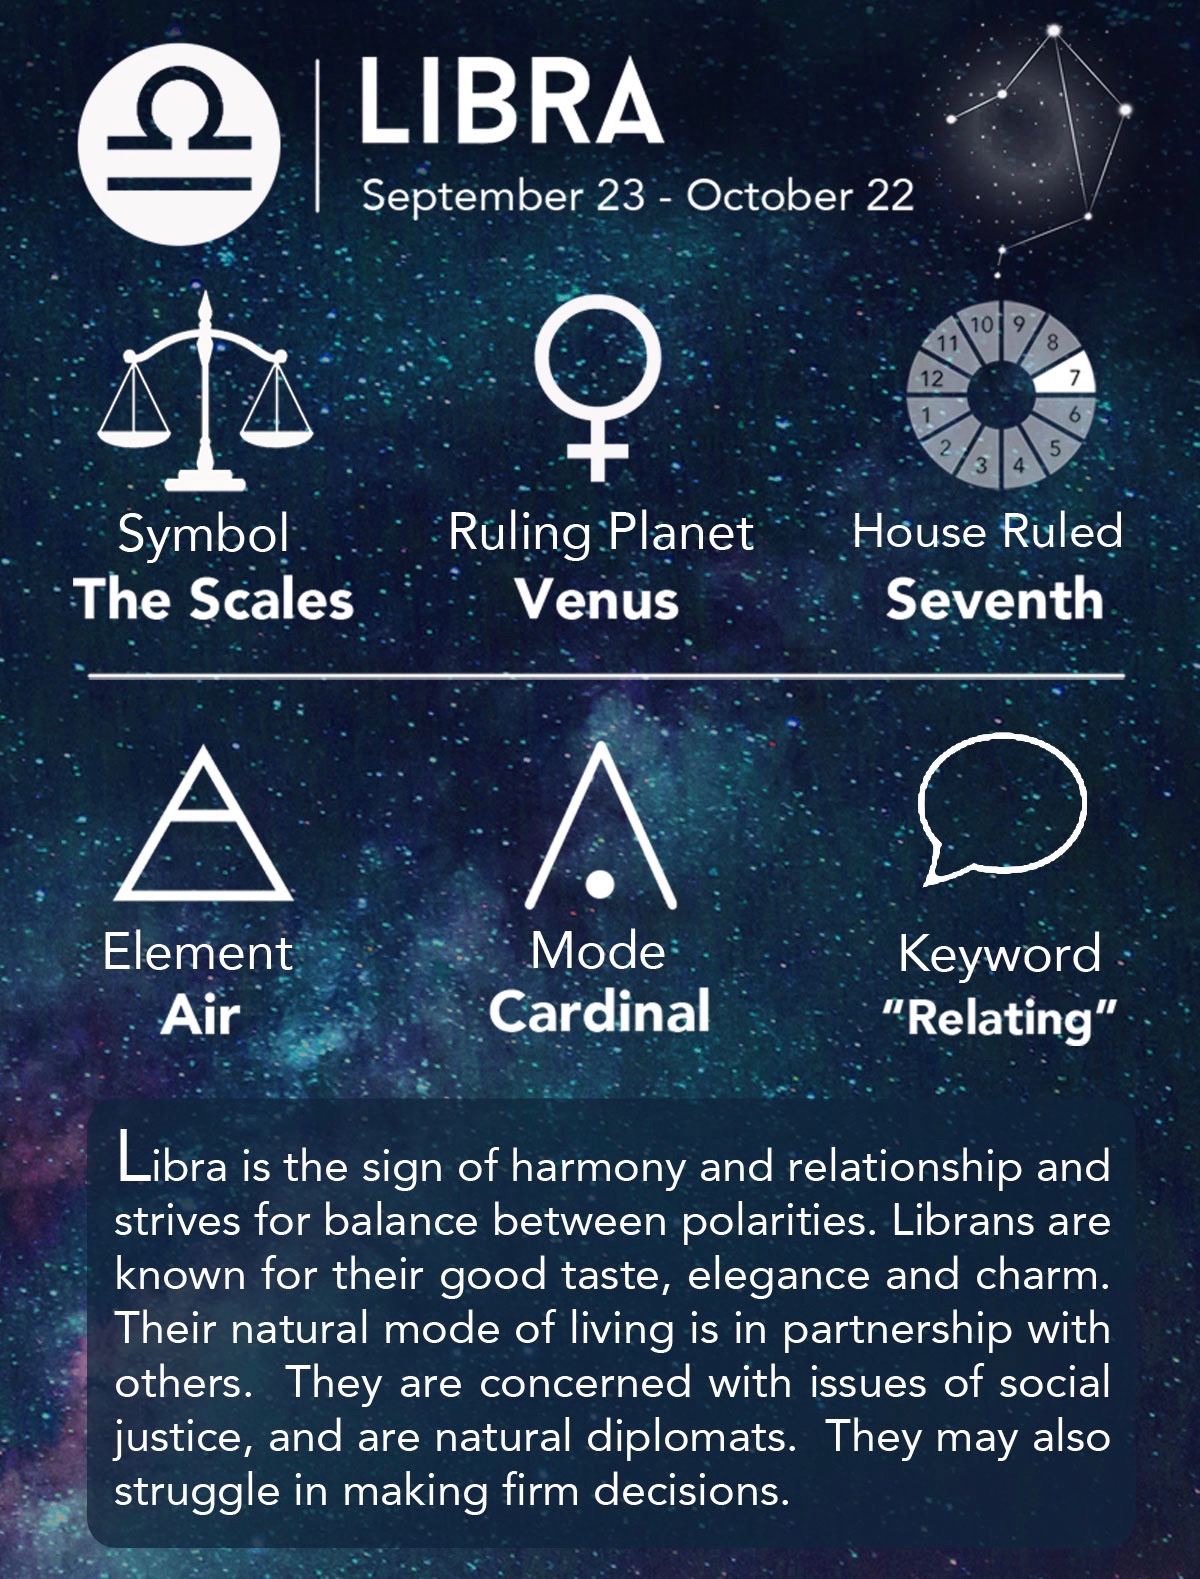 LIBRA
September 23 - October 22
10 9
11 8
12 7
1 6
2 5
3 4
Symbol
The Scales
Ruling Planet
Venus
House Ruled
Seventh
Element
Air
Mode
Cardinal
Keyword
“Relating”
Libra is the sign of harmony and relationship and
strives for balance between polarities. Librans are
known for their good taste, elegance and charm.
Their natural mode of living is in partnership with
others.  They are concerned with issues of social
justice, and are natural diplomats.  They may also
struggle in making firm decisions.